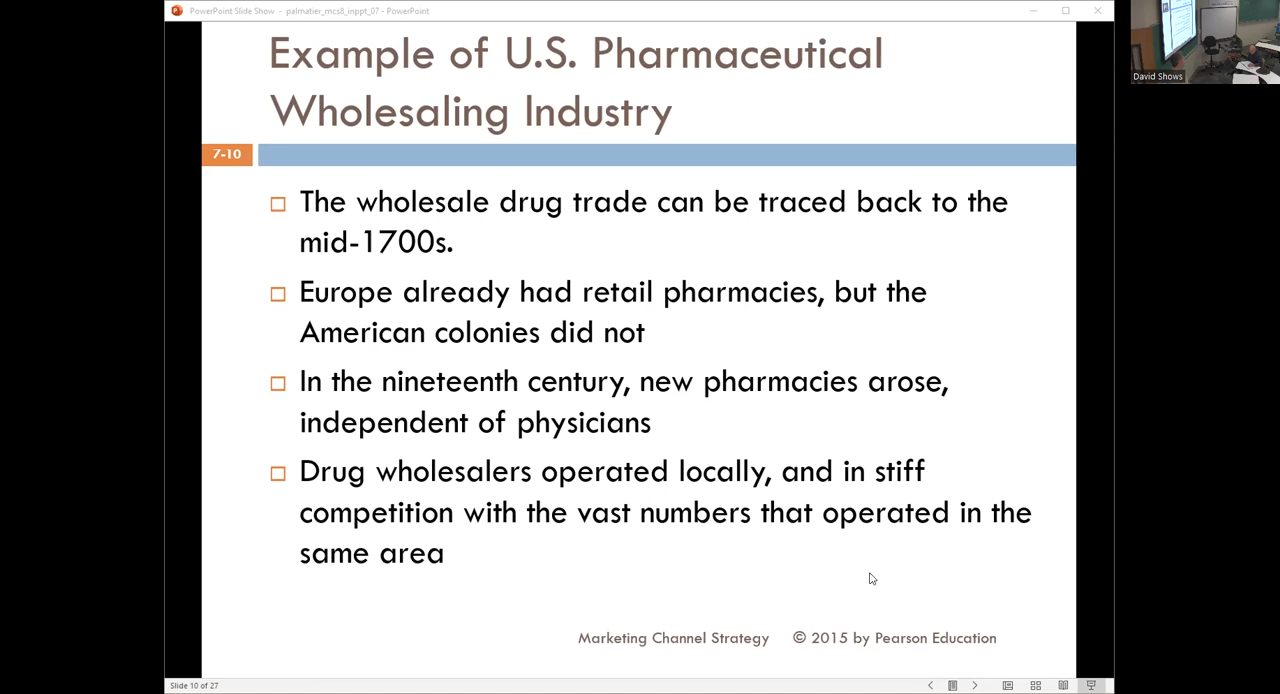 PowerPoint Slide Show - palmatier_mcs8_inppt_07 - PowerPoint
David Shows
Example of U.S. Pharmaceutical
Wholesaling Industry
7-10
The wholesale drug trade can be traced back to the
mid-1700s.
Europe already had retail pharmacies, but the
American colonies did not
In the nineteenth century, new pharmacies arose,
independent of physicians
Drug wholesalers operated locally, and in stiff
competition with the vast numbers that operated in the
same area
Marketing Channel Strategy © 2015 by Pearson Education
Slide 10 of 27